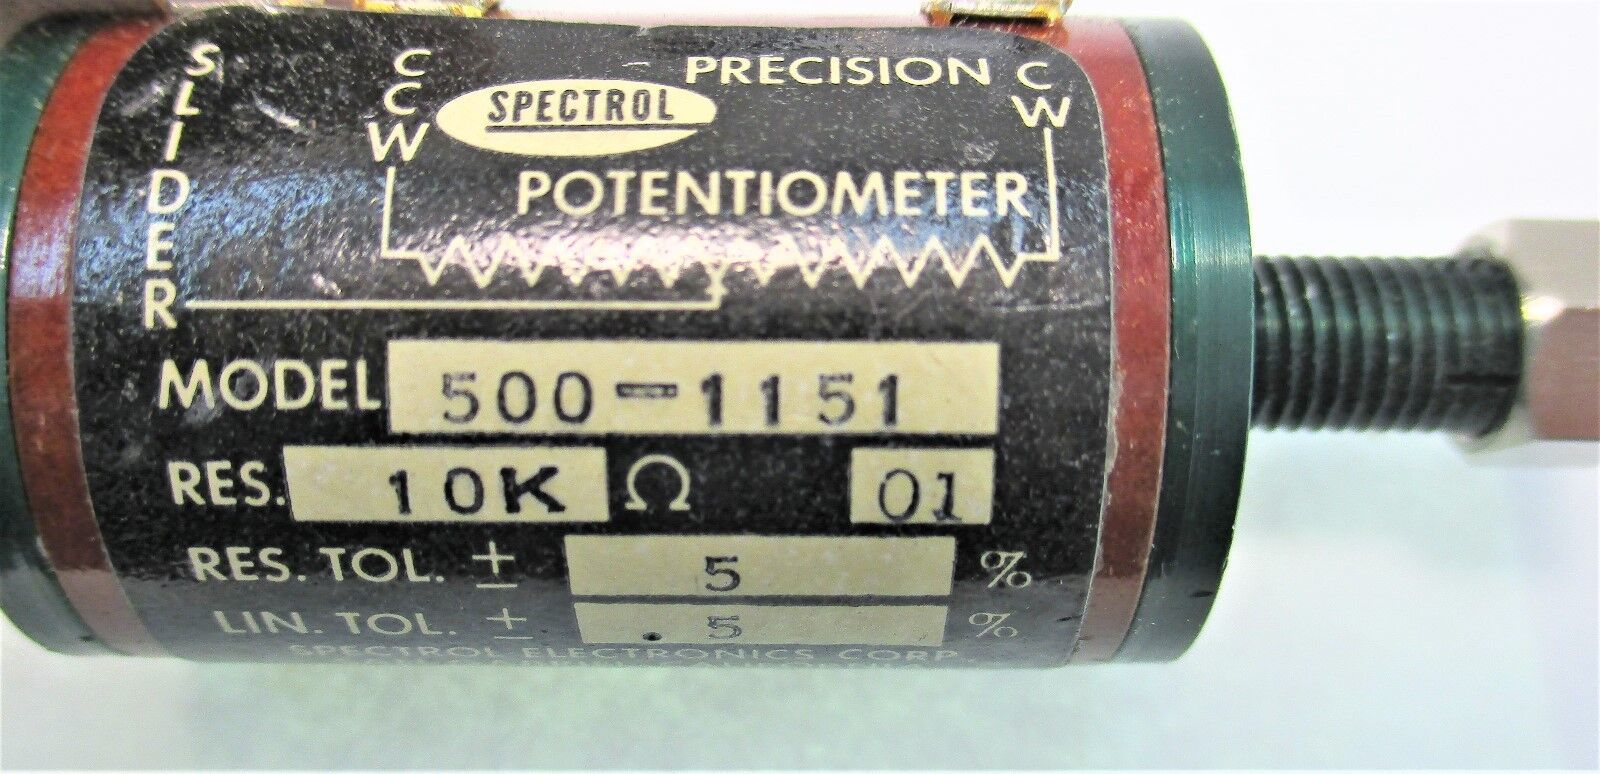 SLIDER
CCW
SPECTROL
PRECISION
CW
POTENTIOMETER
MODEL 500-1151
RES. 10K Ω 01
RES. TOL. ± 5 %
LIN. TOL. ± .5 %
SPECTROL ELECTRONICS CORP.